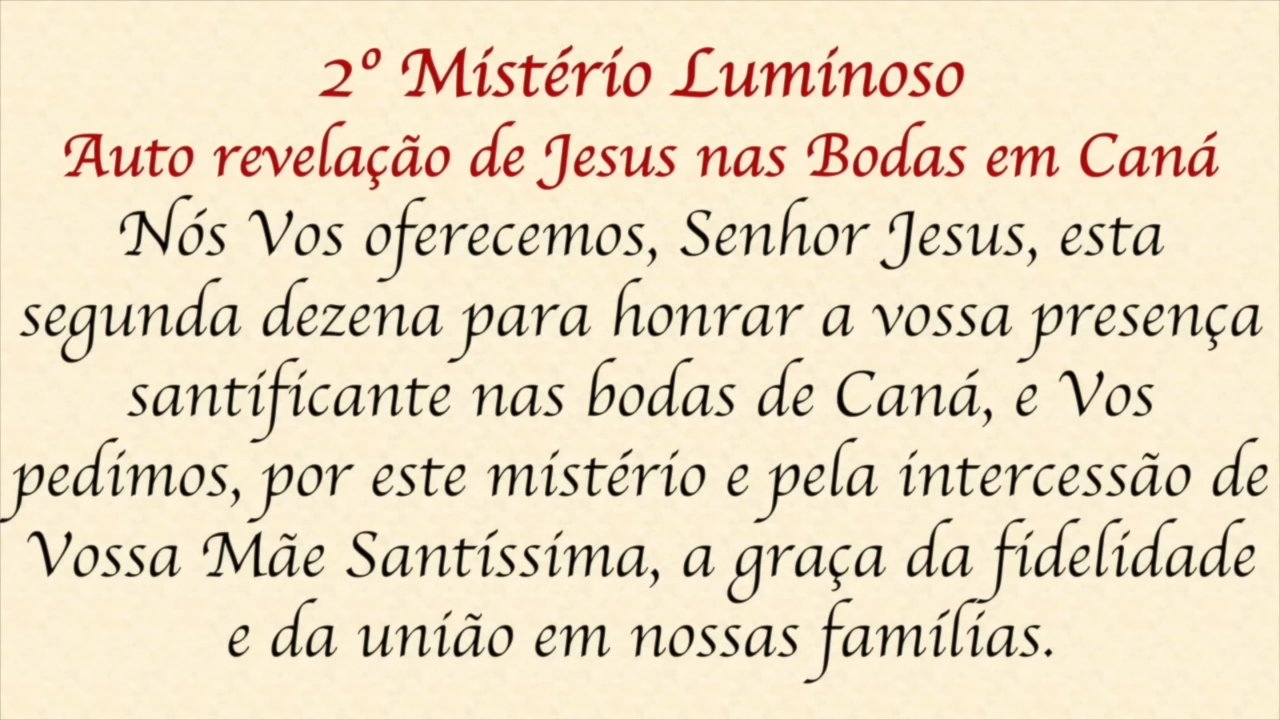 2º Mistério Luminoso
Auto revelação de Jesus nas Bodas em Caná
Nós Vos oferecemos, Senhor Jesus, esta
segunda dezena para honrar a vossa presença
santificante nas bodas de Caná, e Vos
pedimos, por este mistério e pela intercessão de
Vossa Mãe Santíssima, a graça da fidelidade
e da união em nossas famílias.